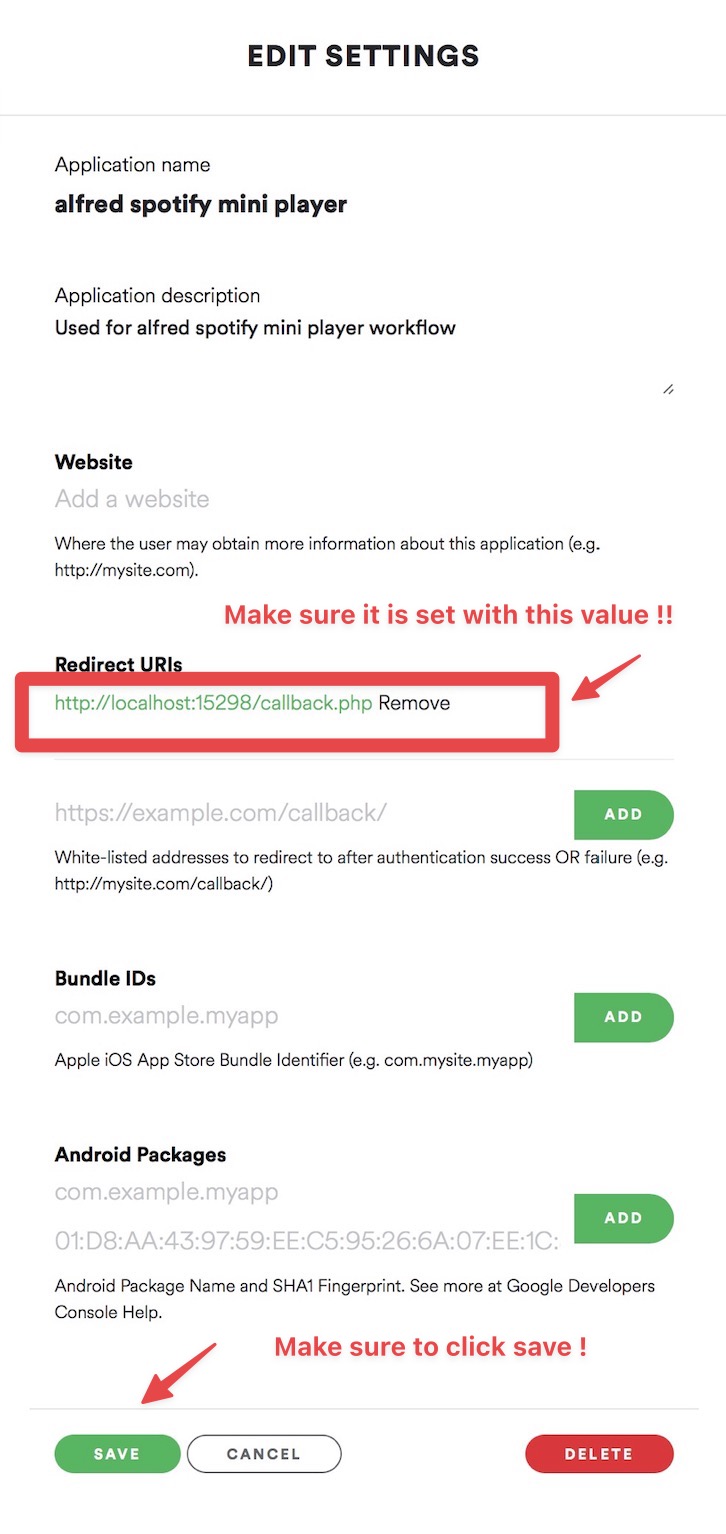 EDIT SETTINGS
Application name
alfred spotify mini player
Application description
Used for alfred spotify mini player workflow
Website
Add a website
Where the user may obtain more information about this application (e.g.
http://mysite.com).
Make sure it is set with this value !!
Redirect URIs
http://localhost:15298/callback.php Remove
https://example.com/callback/
ADD
White-listed addresses to redirect to after authentication success OR failure (e.g.
http://mysite.com/callback/)
Bundle IDs
com.example.myapp
ADD
Apple iOS App Store Bundle Identifier (e.g. com.mysite.myapp)
Android Packages
com.example.myapp
ADD
01:D8:AA:43:97:59:EE:C5:95:26:6A:07:EE:1C:
Android Package Name and SHA1 Fingerprint. See more at Google Developers
Console Help.
Make sure to click save !
SAVE
CANCEL
DELETE